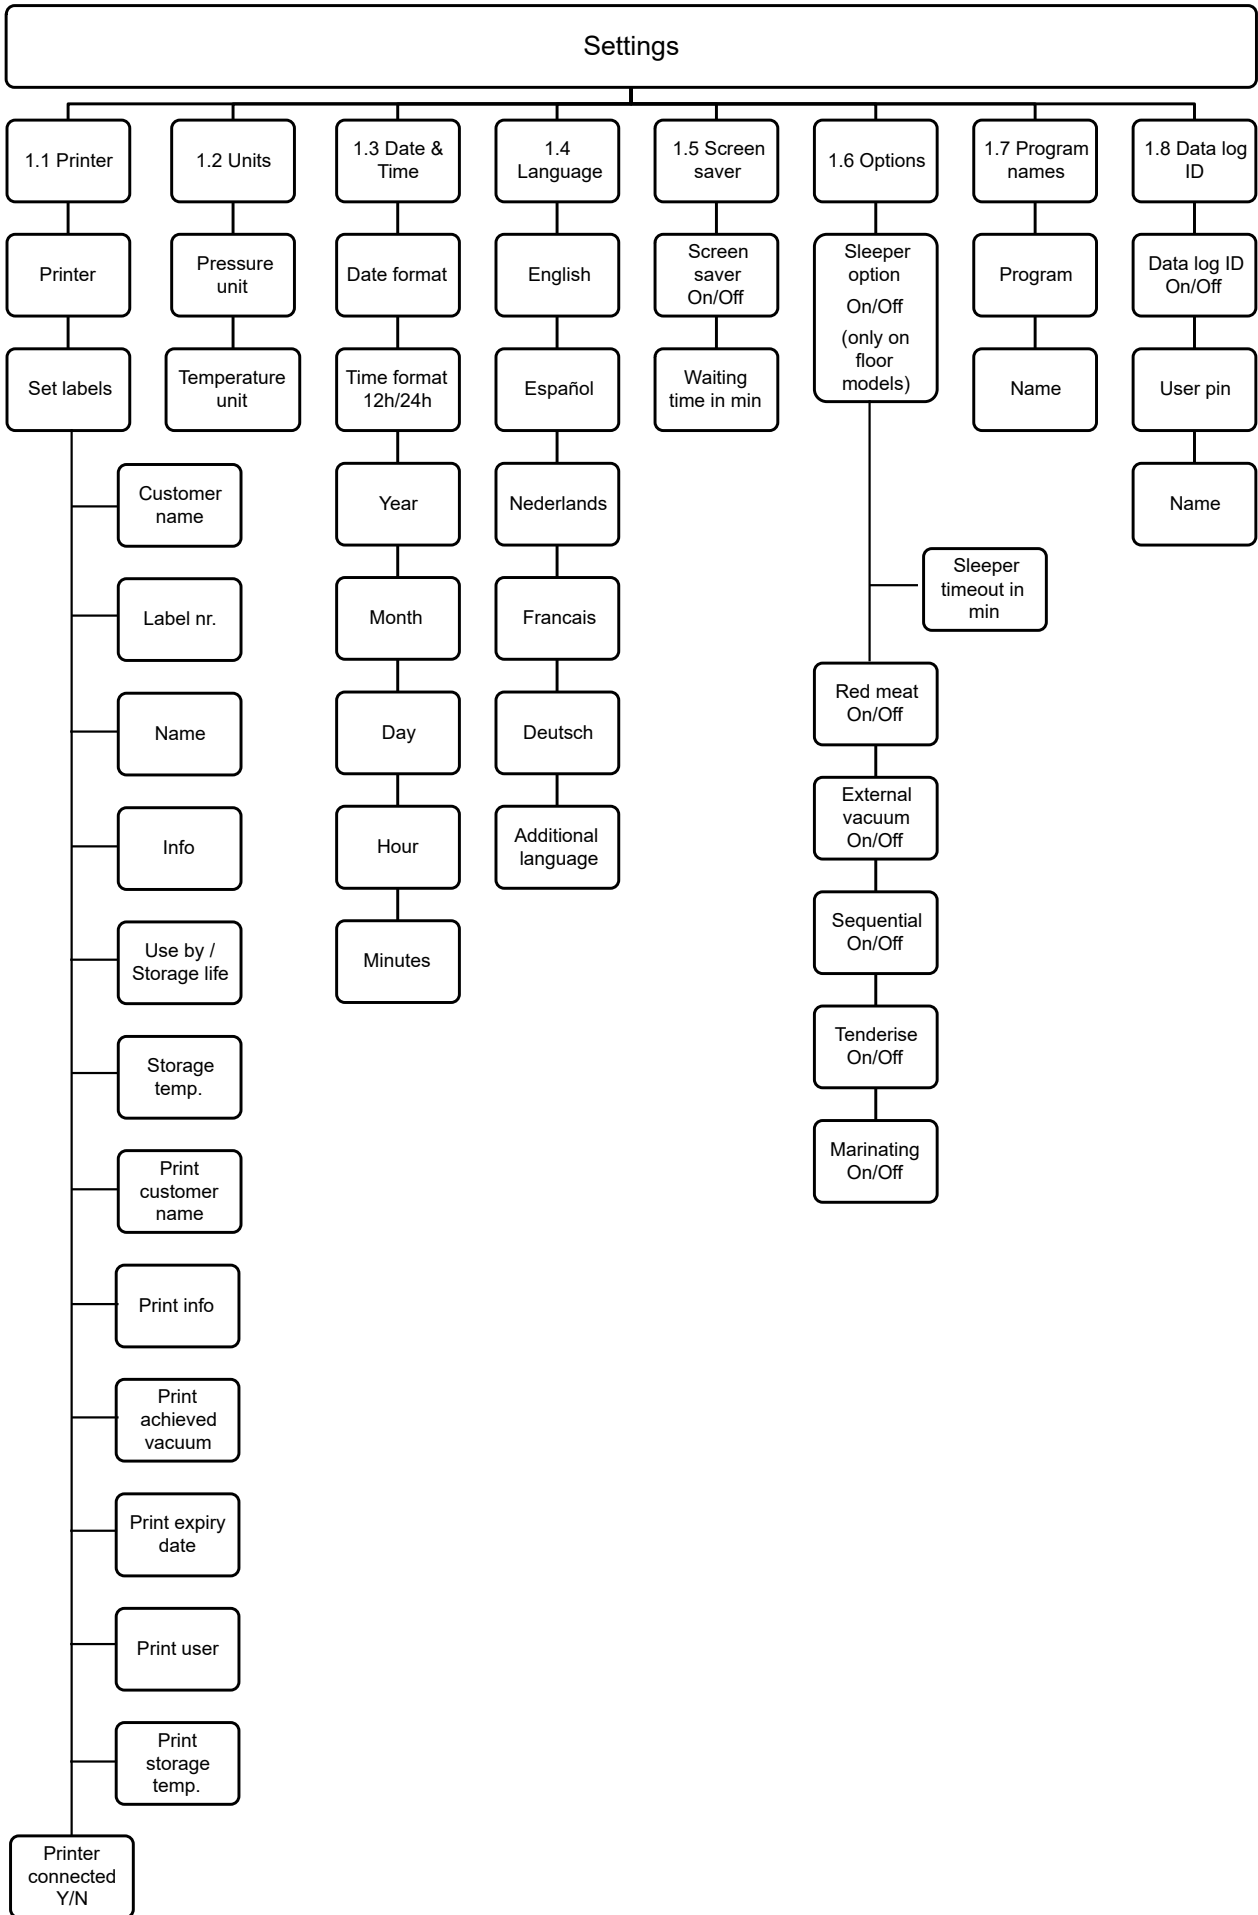 Settings
1.1 Printer
1.2 Units
1.3 Date &
Time
1.4
Language
1.5 Screen
saver
1.6 Options
1.7 Program
names
1.8 Data log
ID
Printer
Pressure
unit
Date format
English
Screen
saver
On/Off
Sleeper
option
On/Off
(only on
floor
models)
Program
Data log ID
On/Off
Set labels
Temperature
unit
Time format
12h/24h
Español
Waiting
time in min
Name
User pin
Customer
name
Year
Nederlands
Name
Label nr.
Month
Francais
Sleeper
timeout in
min
Name
Day
Deutsch
Red meat
On/Off
Info
Hour
Additional
language
External
vacuum
On/Off
Use by /
Storage life
Minutes
Sequential
On/Off
Storage
temp.
Tenderise
On/Off
Print
customer
name
Marinating
On/Off
Print info
Print
achieved
vacuum
Print expiry
date
Print user
Print
storage
temp.
Printer
connected
Y/N